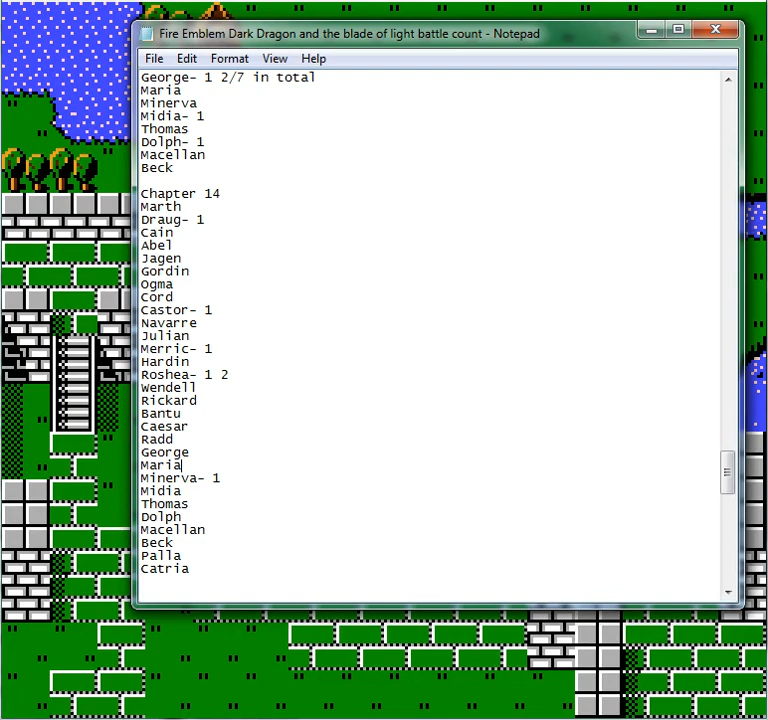 Fire Emblem Dark Dragon and the blade of light battle count - Notepad
File Edit Format View Help
George- 1 2/7 in total
Maria
Minerva
Midia- 1
Thomas
Dolph- 1
Macellan
Beck

Chapter 14
Marth
Draug- 1
Cain
Abel
Jagen
Gordin
Ogma
Cord
Castor- 1
Navarre
Julian
Merric- 1
Hardin
Roshea- 1 2
Wendell
Rickard
Bantu
Caesar
Radd
George
Maria
Minerva- 1
Midia
Thomas
Dolph
Macellan
Beck
Palla
Catria